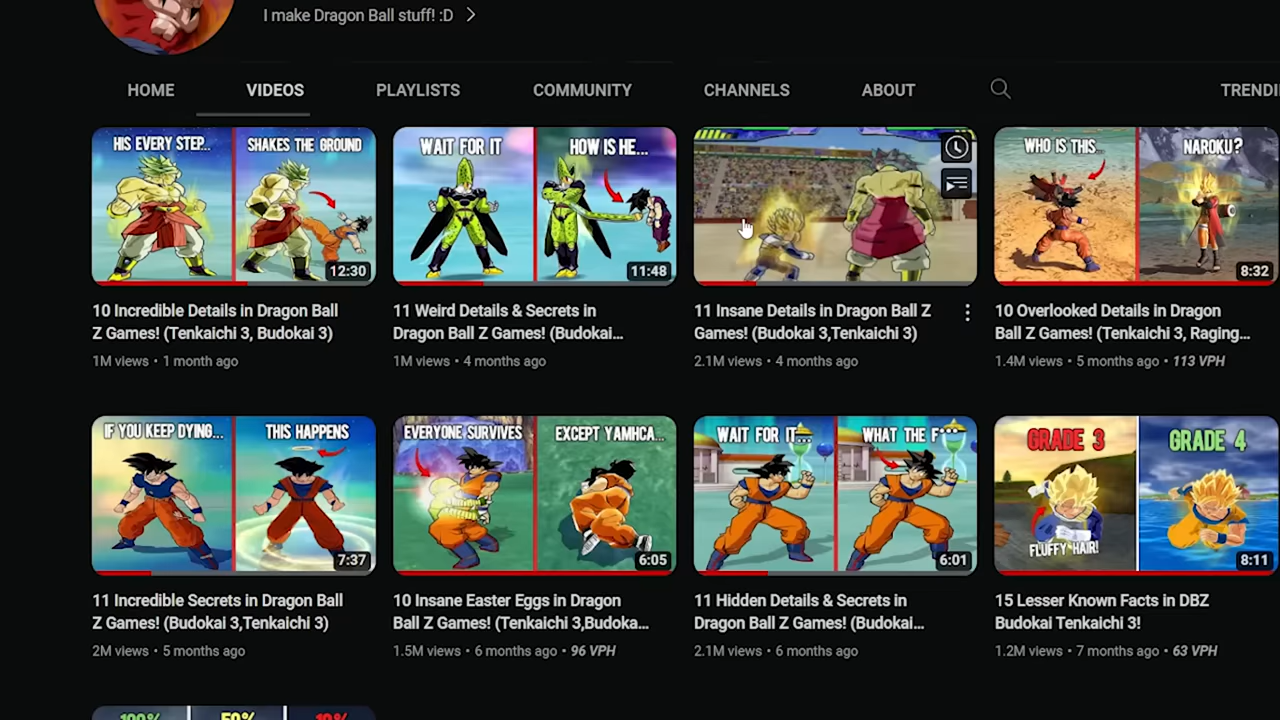 I make Dragon Ball stuff! :D
HOME VIDEOS PLAYLISTS COMMUNITY CHANNELS ABOUT TRENDI
HIS EVERY STEP... SHAKES THE GROUND
12:30
WAIT FOR IT HOW IS HE...
11:48
WHO IS THIS... NAROKU?
8:32
10 Incredible Details in Dragon Ball
Z Games! (Tenkaichi 3, Budokai 3)
1M views • 1 month ago
11 Weird Details & Secrets in
Dragon Ball Z Games! (Budokai...
1M views • 4 months ago
11 Insane Details in Dragon Ball Z
Games! (Budokai 3,Tenkaichi 3)
2.1M views • 4 months ago
10 Overlooked Details in Dragon
Ball Z Games! (Tenkaichi 3, Raging...
1.4M views • 5 months ago • 113 VPH
IF YOU KEEP DYING... THIS HAPPENS
7:37
EVERYONE SURVIVES EXCEPT YAMHCA...
6:05
WAIT FOR IT... WHAT THE F***
6:01
GRADE 3 GRADE 4
FLUFFY HAIR!
8:11
11 Incredible Secrets in Dragon Ball
Z Games! (Budokai 3,Tenkaichi 3)
2M views • 5 months ago
10 Insane Easter Eggs in Dragon
Ball Z Games! (Tenkaichi 3,Budoka...
1.5M views • 6 months ago • 96 VPH
11 Hidden Details & Secrets in
Dragon Ball Z Games! (Budokai...
2.1M views • 6 months ago
15 Lesser Known Facts in DBZ
Budokai Tenkaichi 3!
1.2M views • 7 months ago • 63 VPH
100% 50% 10%